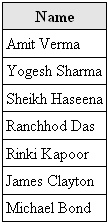 Name
Amit Verma
Yogesh Sharma
Sheikh Haseena
Ranchhod Das
Rinki Kapoor
James Clayton
Michael Bond